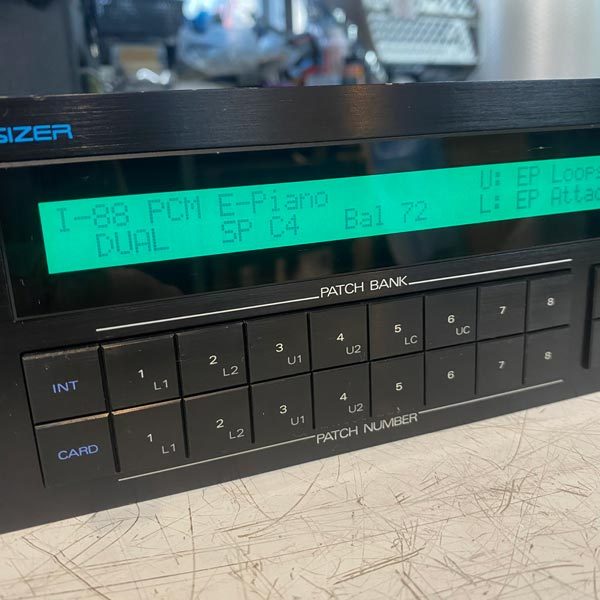 SIZER
I-88 PCM E-Piano U: EP Loops
DUAL SP C4 Bal 72 L: EP Attac
PATCH BANK
INT 1 L1 2 L2 3 U1 4 U2 5 LC 6 UC 7 8
CARD 1 L1 2 L2 3 U1 4 U2 5 6 7 8
PATCH NUMBER